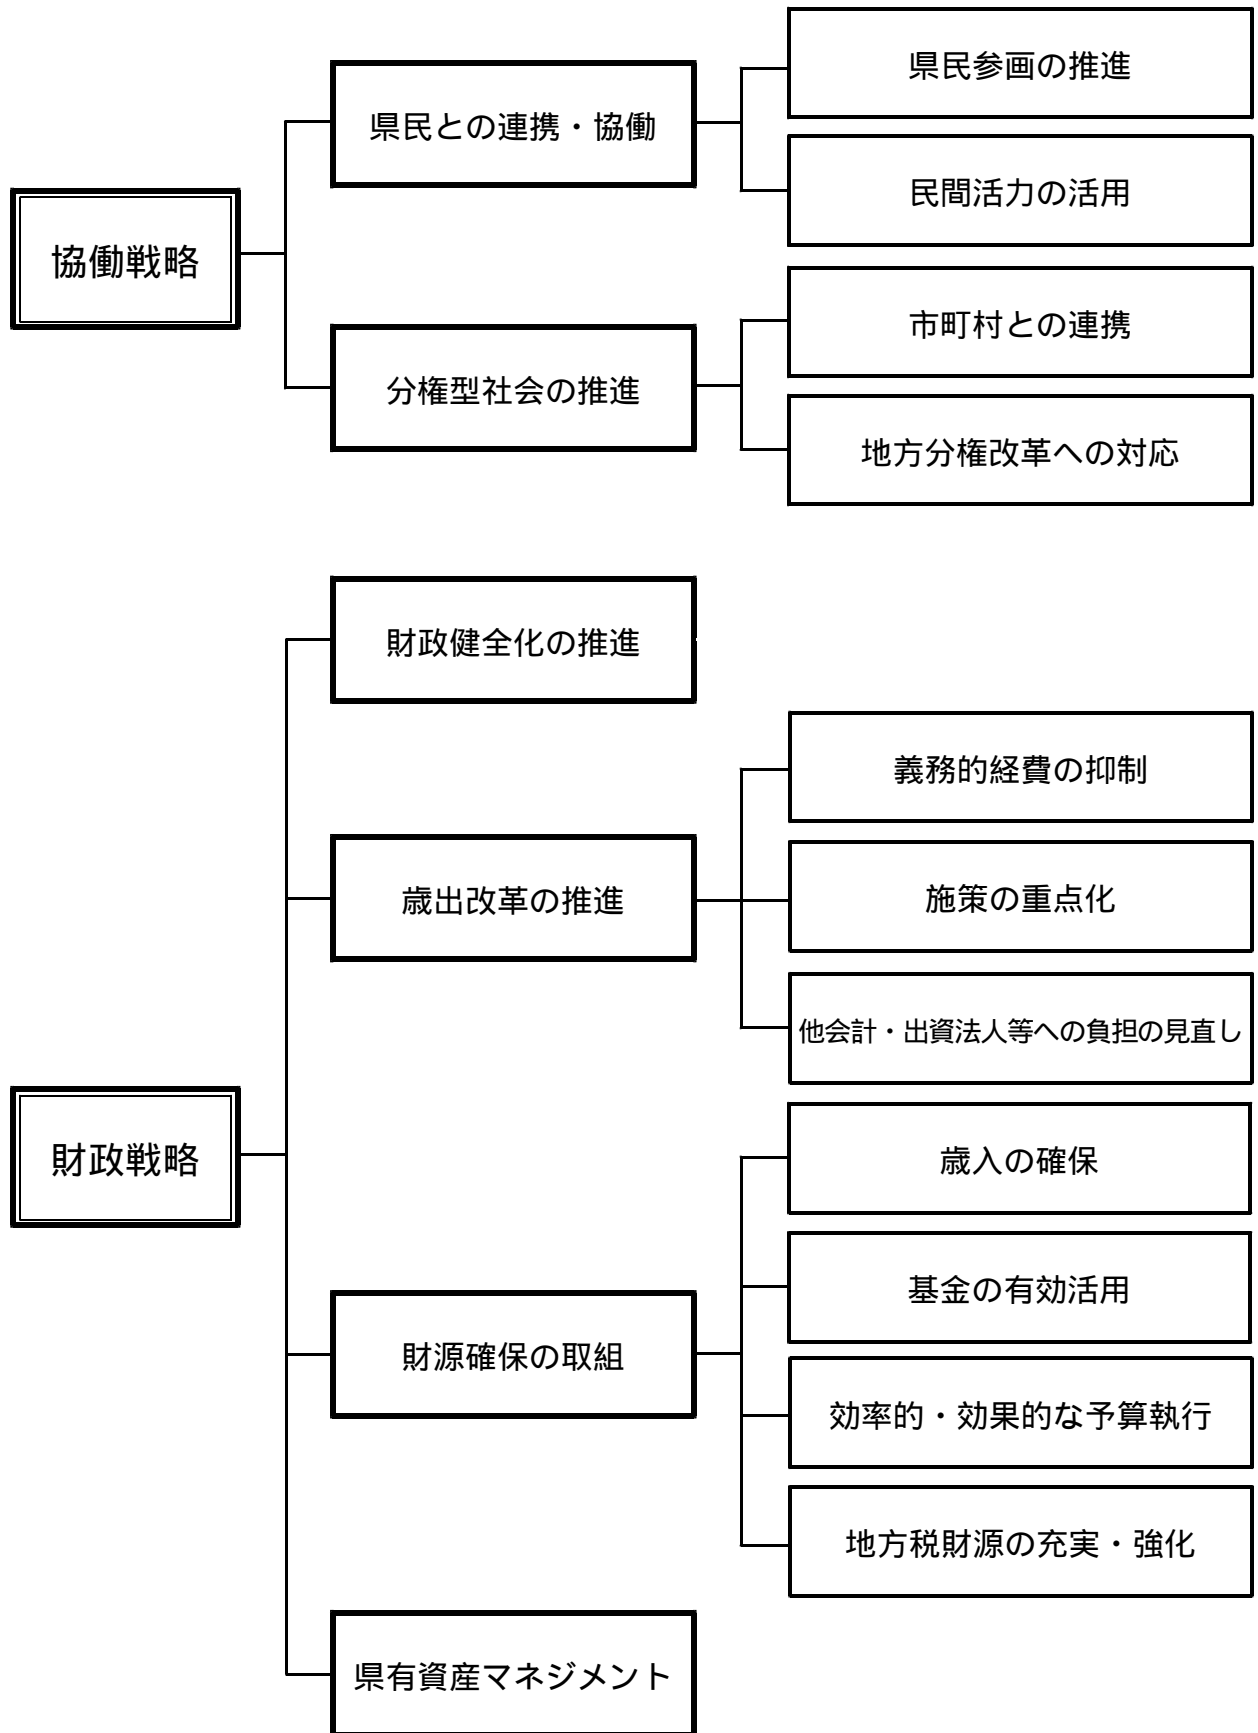 協働戦略
県民との連携・協働
県民参画の推進
民間活力の活用
分権型社会の推進
市町村との連携
地方分権改革への対応
財政戦略
財政健全化の推進
歳出改革の推進
義務的経費の抑制
施策の重点化
他会計・出資法人等への負担の見直し
財源確保の取組
歳入の確保
基金の有効活用
効率的・効果的な予算執行
地方税財源の充実・強化
県有資産マネジメント